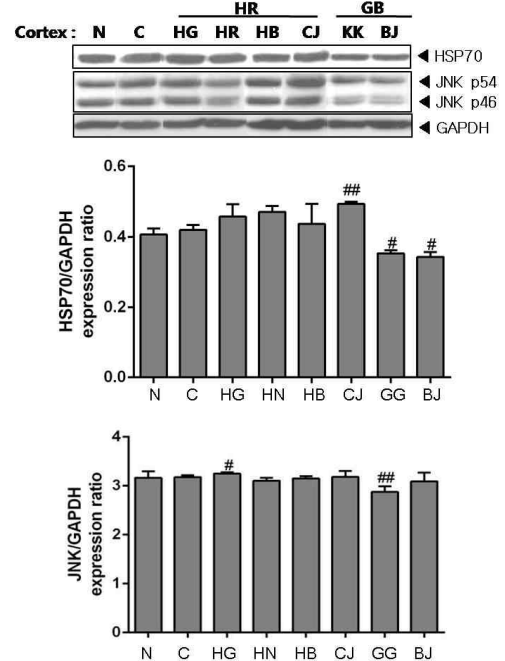 HR GB
Cortex : N C HG HR HB CJ KK BJ
HSP70
JNK p54
JNK p46
GAPDH
0.6
0.4
0.2
0.0
HSP70/GAPDH
expression ratio
##
#
#
N C HG HN HB CJ GG BJ
4
3
2
1
0
JNK/GAPDH
expression ratio
#
##
N C HG HN HB CJ GG BJ